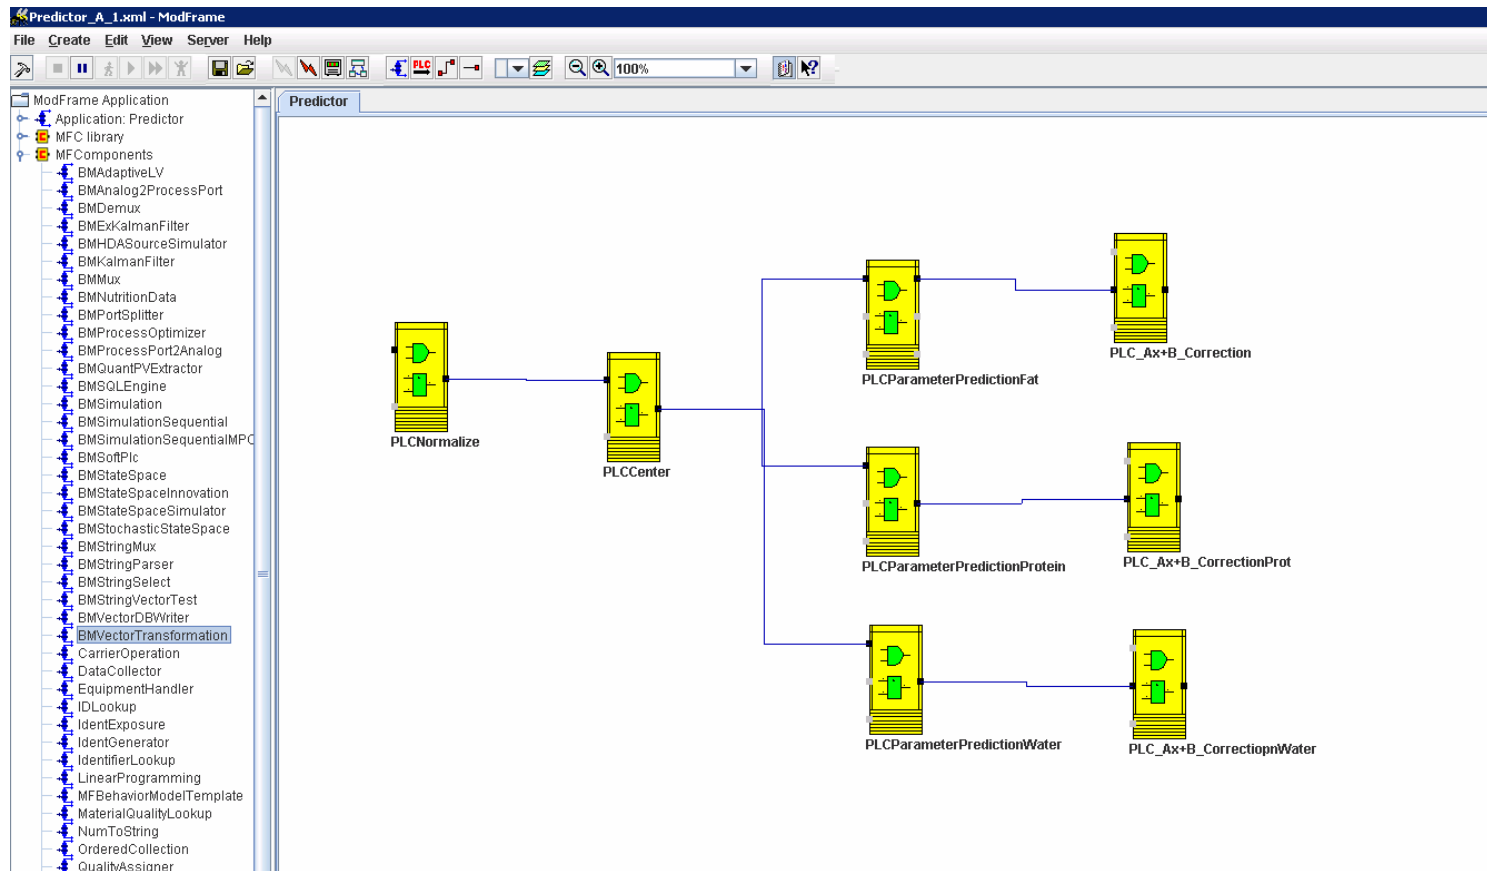 Predictor_A_1.xml - ModFrame
File Create Edit View Server Help
PLC
100%
ModFrame Application
Application: Predictor
MFC library
MFComponents
BMAdaptiveLV
BMAnalog2ProcessPort
BMDemux
BMExKalmanFilter
BMHDASourceSimulator
BMKalmanFilter
BMMux
BMNutritionData
BMPortSplitter
BMProcessOptimizer
BMProcessPort2Analog
BMQuantPVExtractor
BMSQLEngine
BMSimulation
BMSimulationSequential
BMSimulationSequentialMPC
BMSoftPlc
BMStateSpace
BMStateSpaceInnovation
BMStateSpaceSimulator
BMStochasticStateSpace
BMStringMux
BMStringParser
BMStringSelect
BMStringVectorTest
BMVectorDBWriter
BMVectorTransformation
CarrierOperation
DataCollector
EquipmentHandler
IDLookup
IdentExposure
IdentGenerator
IdentifierLookup
LinearProgramming
MFBehaviorModelTemplate
MaterialQualityLookup
NumToString
OrderedCollection
QualityAssigner
Predictor
PLCNormalize
PLCCenter
PLCParameterPredictionFat
PLC_Ax+B_Correction
PLCParameterPredictionProtein
PLC_Ax+B_CorrectionProt
PLCParameterPredictionWater
PLC_Ax+B_CorrectiopnWater